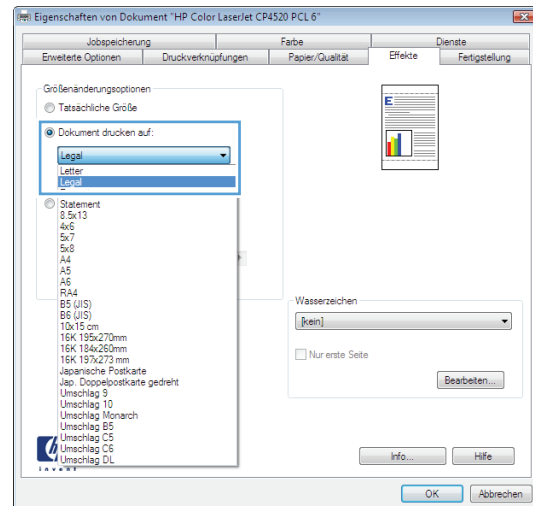 Eigenschaften von Dokument "HP Color LaserJet CP4520 PCL 6"
Jobspeicherung
Farbe
Dienste
Erweiterte Optionen
Druckverknüpfungen
Papier/Qualität
Effekte
Fertigstellung
Größenänderungsoptionen
Tatsächliche Größe
Dokument drucken auf:
Legal
Letter
Legal
Statement
8.5x13
4x6
5x7
5x8
A4
A5
A6
RA4
B5 (JIS)
B6 (JIS)
10x15 cm
16K 195x270mm
16K 184x260mm
16K 197x273 mm
Japanische Postkarte
Jap. Doppelpostkarte gedreht
Umschlag 9
Umschlag 10
Umschlag Monarch
Umschlag B5
Umschlag C5
Umschlag C6
Umschlag DL
E
Wasserzeichen
[kein]
Nur erste Seite
Bearbeiten...
invent
Info...
Hilfe
OK
Abbrechen